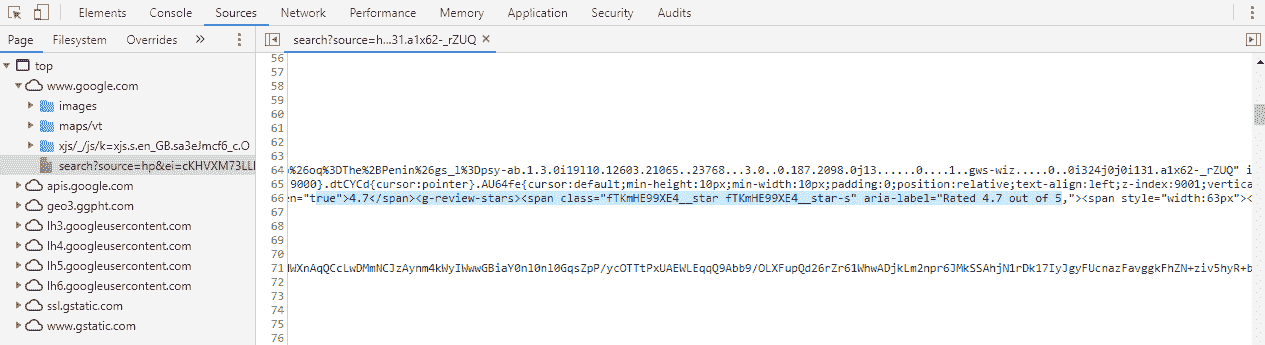 Elements Console Sources Network Performance Memory Application Security Audits
Page Filesystem Overrides » search?source=h...31.a1x62-_rZUQ ×
top
www.google.com
images
maps/vt
xjs/_/js/k=xjs.s.en_GB.sa3eJmcf6_c.O
search?source=hp&ei=cKHVXM73LLI
apis.google.com
geo3.ggpht.com
lh3.googleusercontent.com
lh4.googleusercontent.com
lh5.googleusercontent.com
lh6.googleusercontent.com
ssl.gstatic.com
www.gstatic.com
56
57
58
59
60
61
62
63
64 %26oq%3DThe%2BPenin%26gs_l%3Dpsy-ab.1.3.0i19l10.12603.21065..23768...3.0..0.187.2098.0j13......0....1..gws-wiz.....0..0i324j0j0i131.a1x62-_rZUQ" i
65 9000}.dtCYCd{cursor:pointer}.AU64fe{cursor:default;min-height:10px;min-width:10px;padding:0;position:relative;text-align:left;z-index:9001;vertica
66 en="true">4.7</span><g-review-stars><span class="fTKmHE99XE4__star fTKmHE99XE4__star-s" aria-label="Rated 4.7 out of 5,"><span style="width:63px"><
67
68
69
70
71 WXnAqQCcLwDMmNCJzAynm4kWyIWwwGBiaY0nl0nl0GqsZpP/ycOTTtPxUAEWLEqqQ9Abb9/OLXFupQd26rZr61WhwADjkLm2npr6JMkSSAhjN1rDk17IyJgyFUcnazFavggkFhZN+ziv5hyR+b
72
73
74
75
76